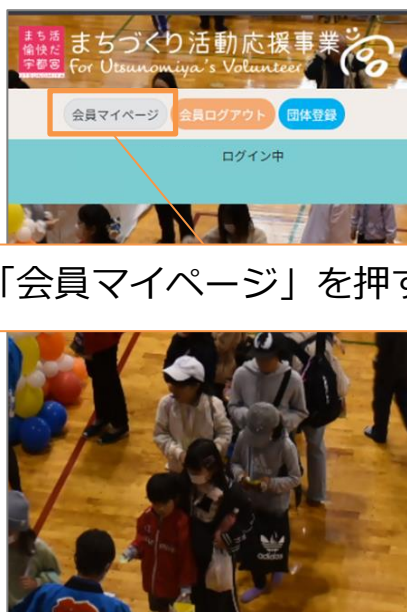 まち活
愉快だ
宇都宮
UTSUNOMIYA
まちづくり活動応援事業
for Utsunomiya's Volunteer
会員マイページ 会員ログアウト 団体登録
ログイン中
「会員マイページ」を押す
adidas